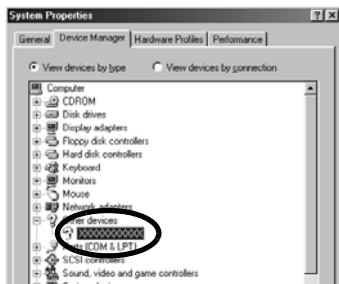 System Properties
General Device Manager Hardware Profiles Performance
View devices by type View devices by connection
Computer
CDROM
Disk drives
Display adapters
Floppy disk controllers
Hard disk controllers
Keyboard
Monitors
Mouse
Network adapters
Other devices
XXXXXXXXXXX
Ports (COM & LPT)
SCSI controllers
Sound, video and game controllers